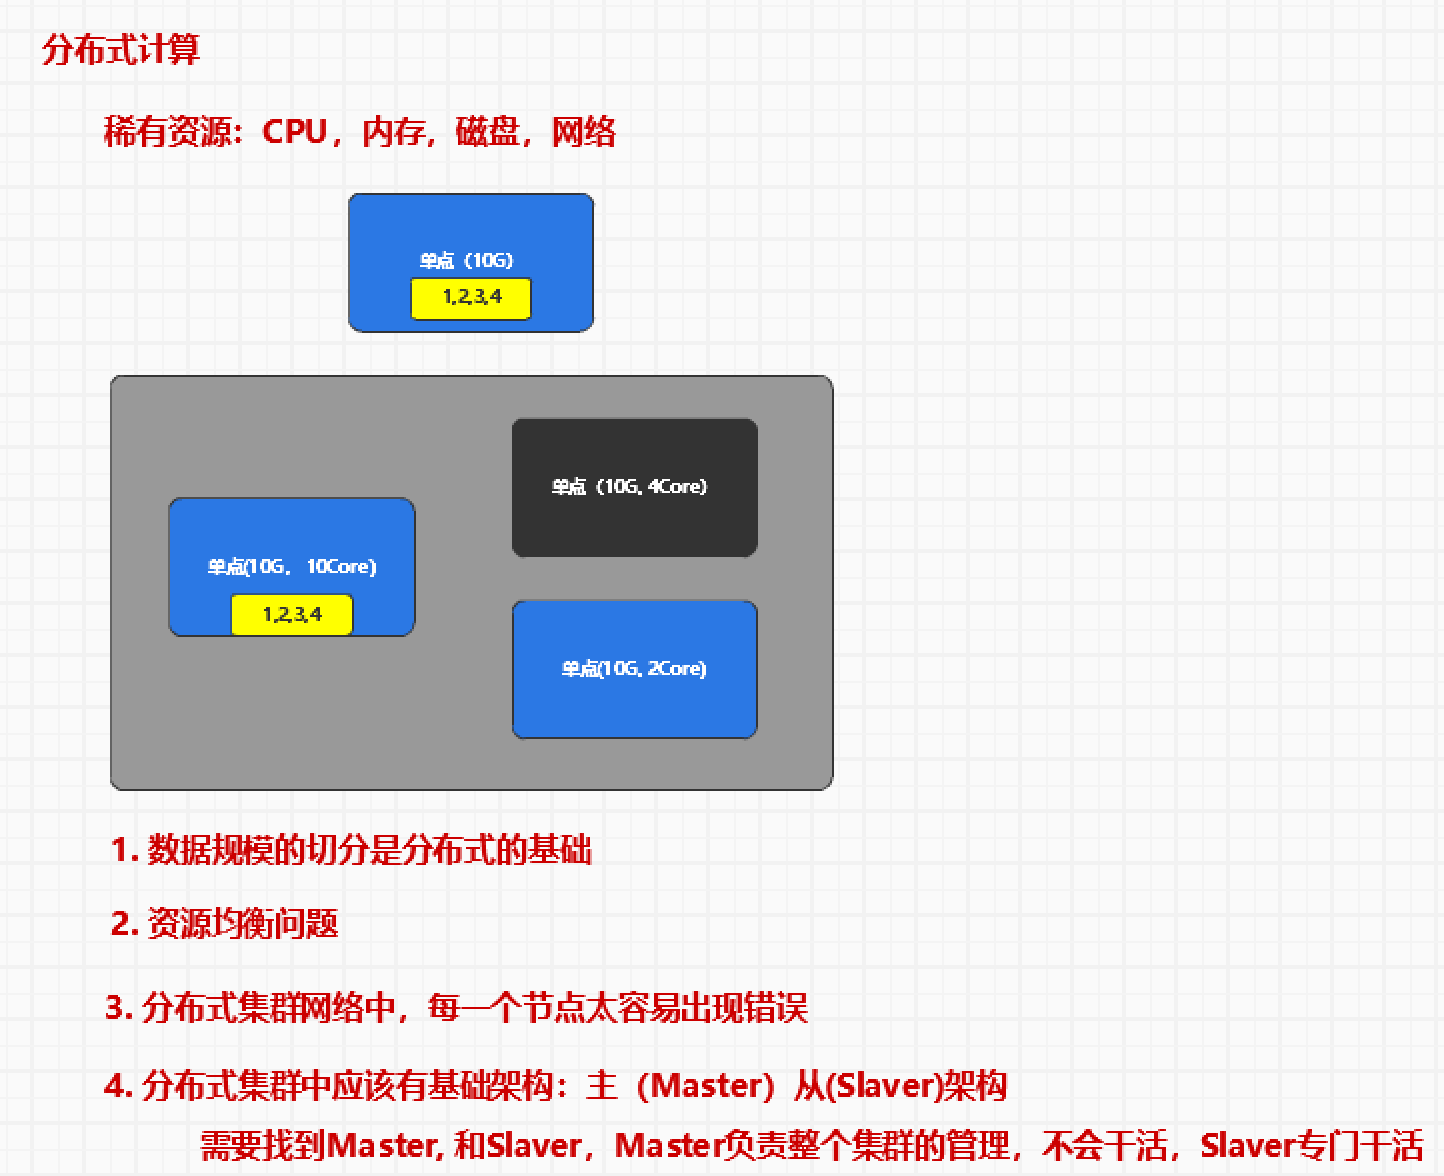 分布式计算
稀有资源：CPU，内存，磁盘，网络
单点（10G）
1,2,3,4
单点（10G, 4Core）
单点(10G， 10Core)
1,2,3,4
单点(10G, 2Core)
1. 数据规模的切分是分布式的基础
2. 资源均衡问题
3. 分布式集群网络中，每一个节点太容易出现错误
4. 分布式集群中应该有基础架构：主（Master）从(Slaver)架构
需要找到Master, 和Slaver，Master负责整个集群的管理，不会干活，Slaver专门干活